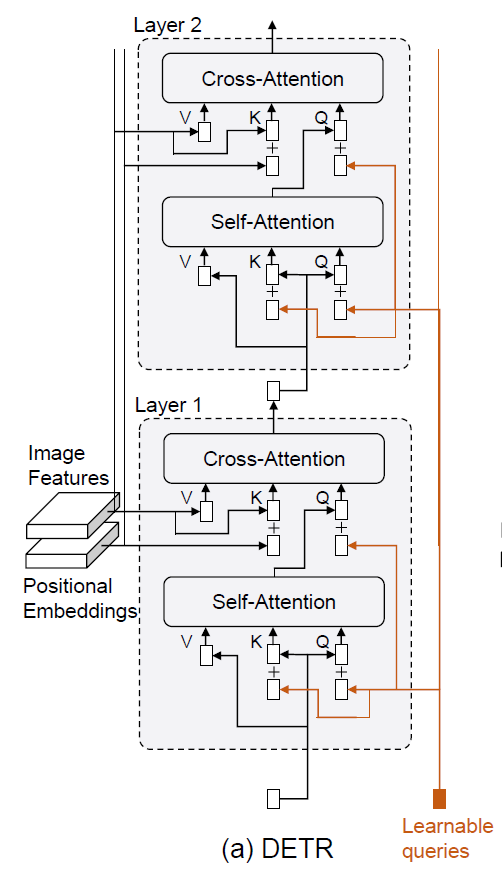 Layer 2
Cross-Attention
V K Q
+ +
Self-Attention
V K Q
+ +
Layer 1
Cross-Attention
Image
Features
V K Q
+ +
Positional
Embeddings
Self-Attention
V K Q
+ +
Learnable
queries
(a) DETR